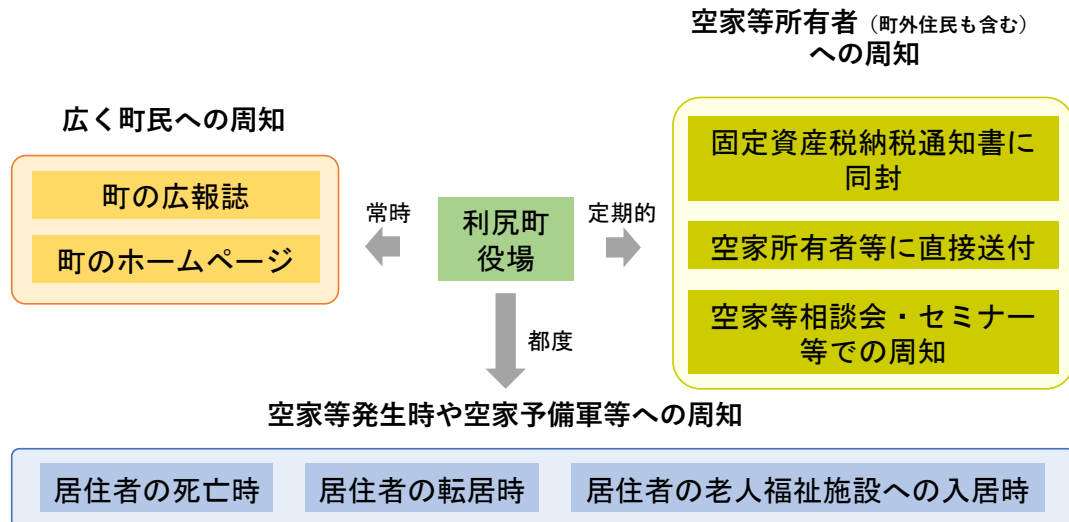 空家等所有者（町外住民も含む）
への周知
広く町民への周知
町の広報誌
町のホームページ
常時
利尻町
役場
定期的
固定資産税納税通知書に
同封
空家所有者等に直接送付
空家等相談会・セミナー
等での周知
都度
空家等発生時や空家予備軍等への周知
居住者の死亡時
居住者の転居時
居住者の老人福祉施設への入居時